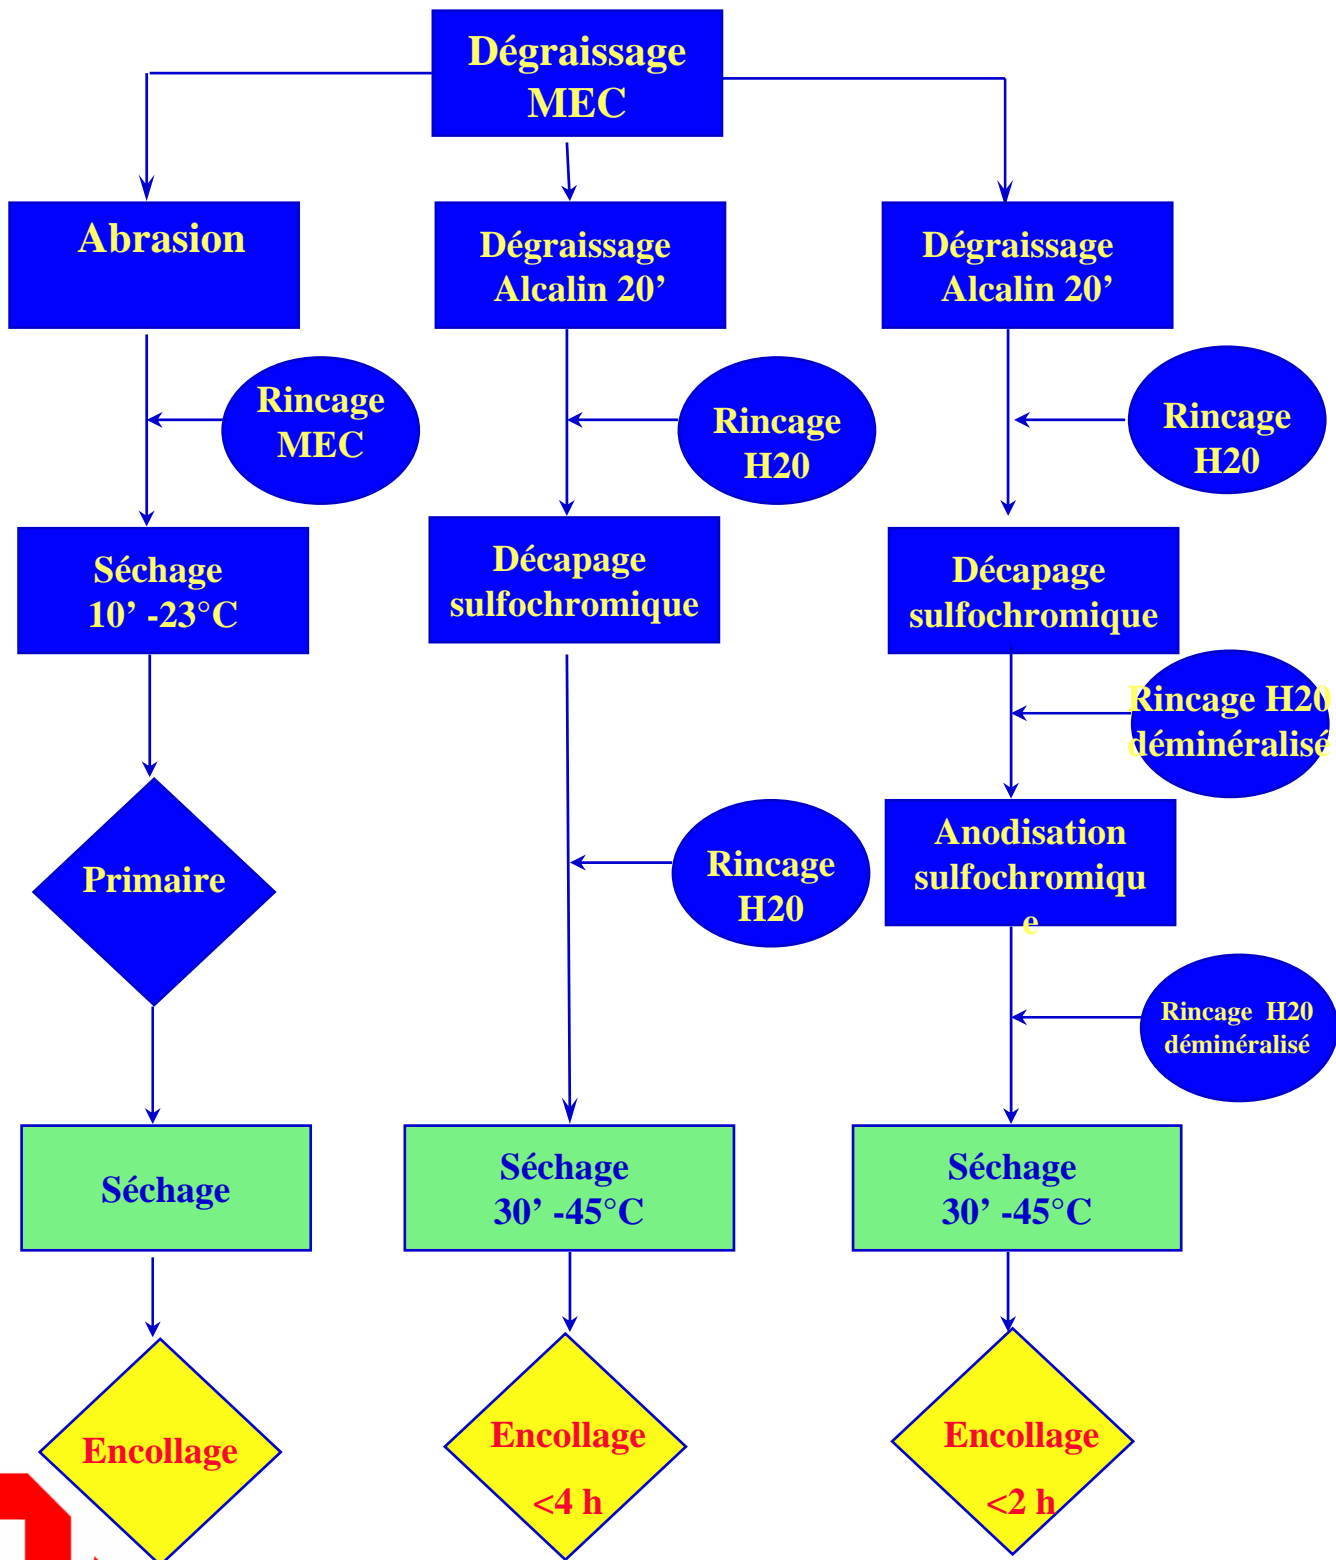 Dégraissage
MEC
Abrasion
Dégraissage
Alcalin 20’
Dégraissage
Alcalin 20’
Rincage
MEC
Rincage
H20
Rincage
H20
Séchage
10’ -23°C
Décapage
sulfochromique
Décapage
sulfochromique
Rincage H20
déminéralisé
Primaire
Rincage
H20
Anodisation
sulfochromiqu
e
Rincage H20
déminéralisé
Séchage
Séchage
30’ -45°C
Séchage
30’ -45°C
Encollage
Encollage
<4 h
Encollage
<2 h